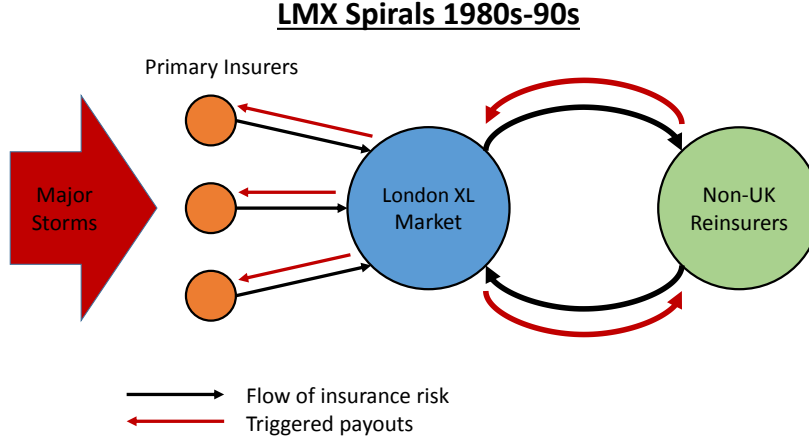 LMX Spirals 1980s-90s
Primary Insurers
Major
Storms
London XL
Market
Non-UK
Reinsurers
Flow of insurance risk
Triggered payouts